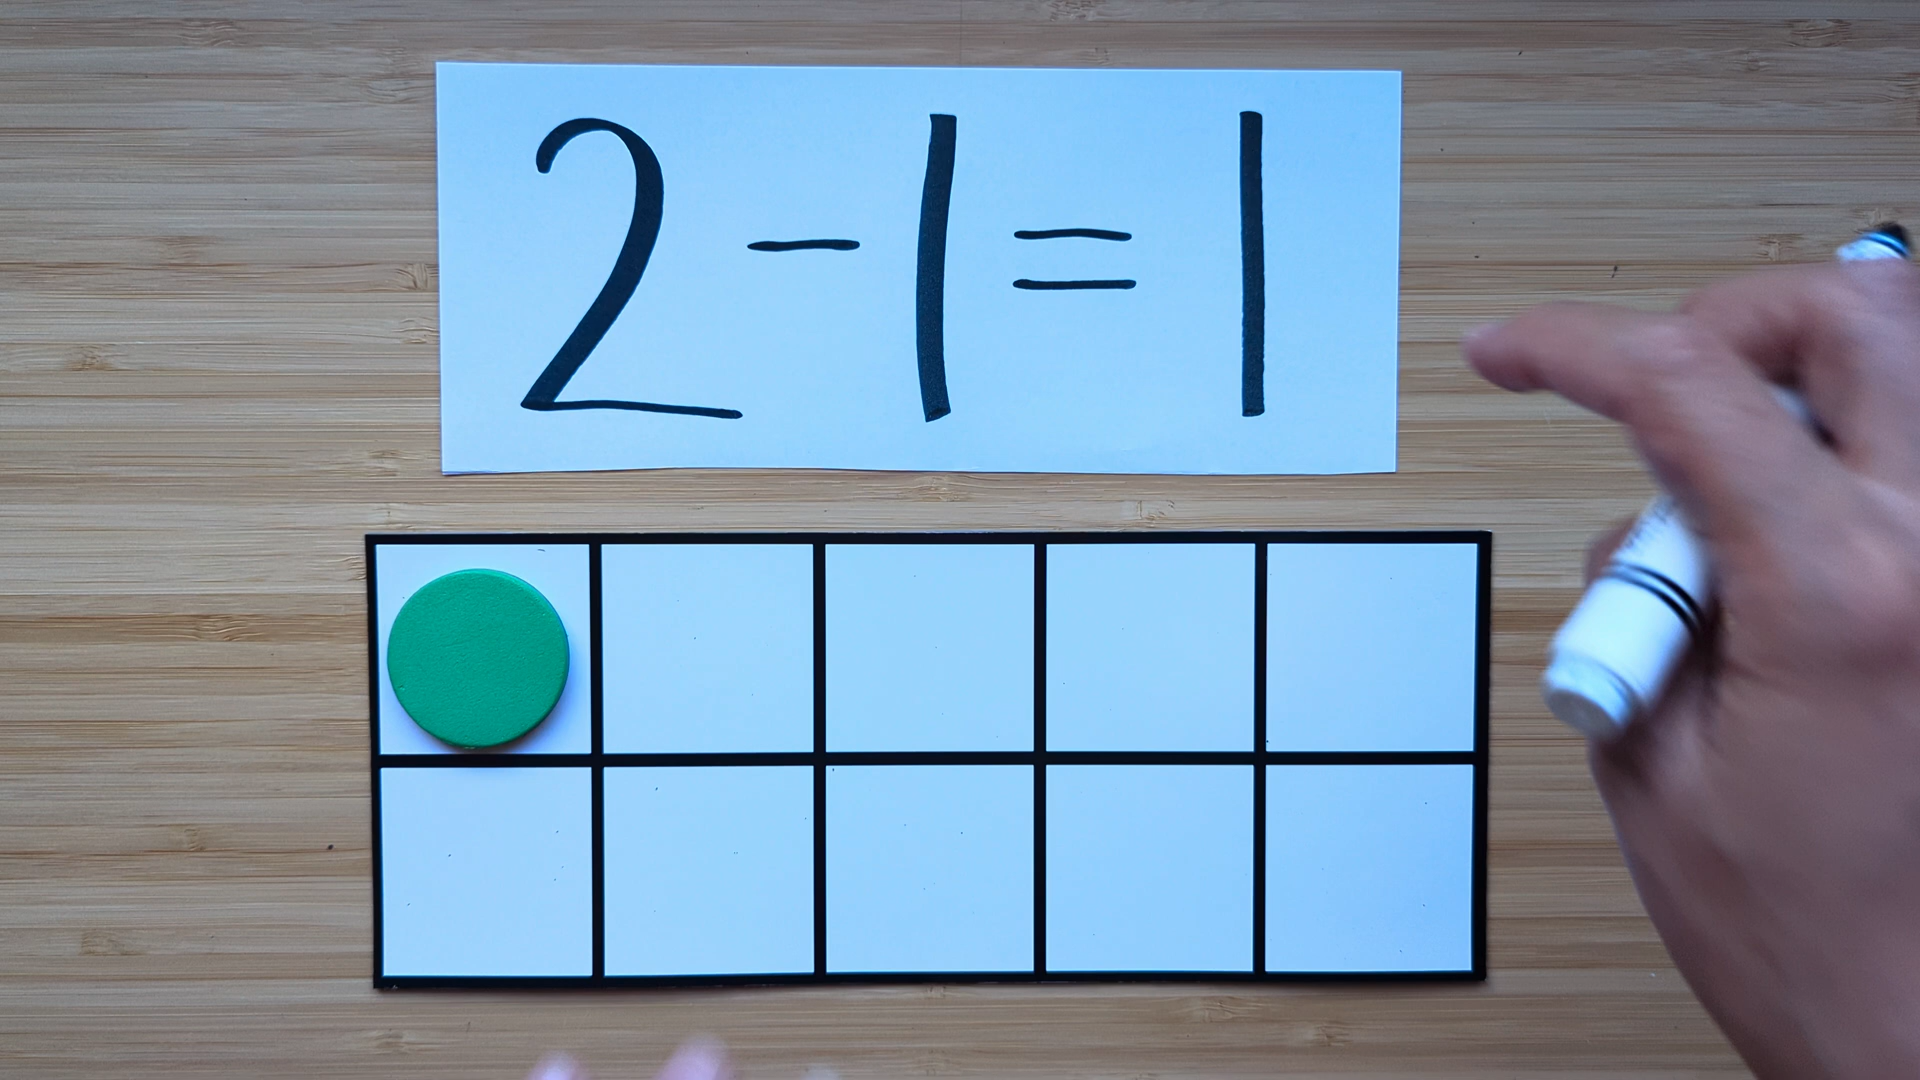 2 - 1 = 1